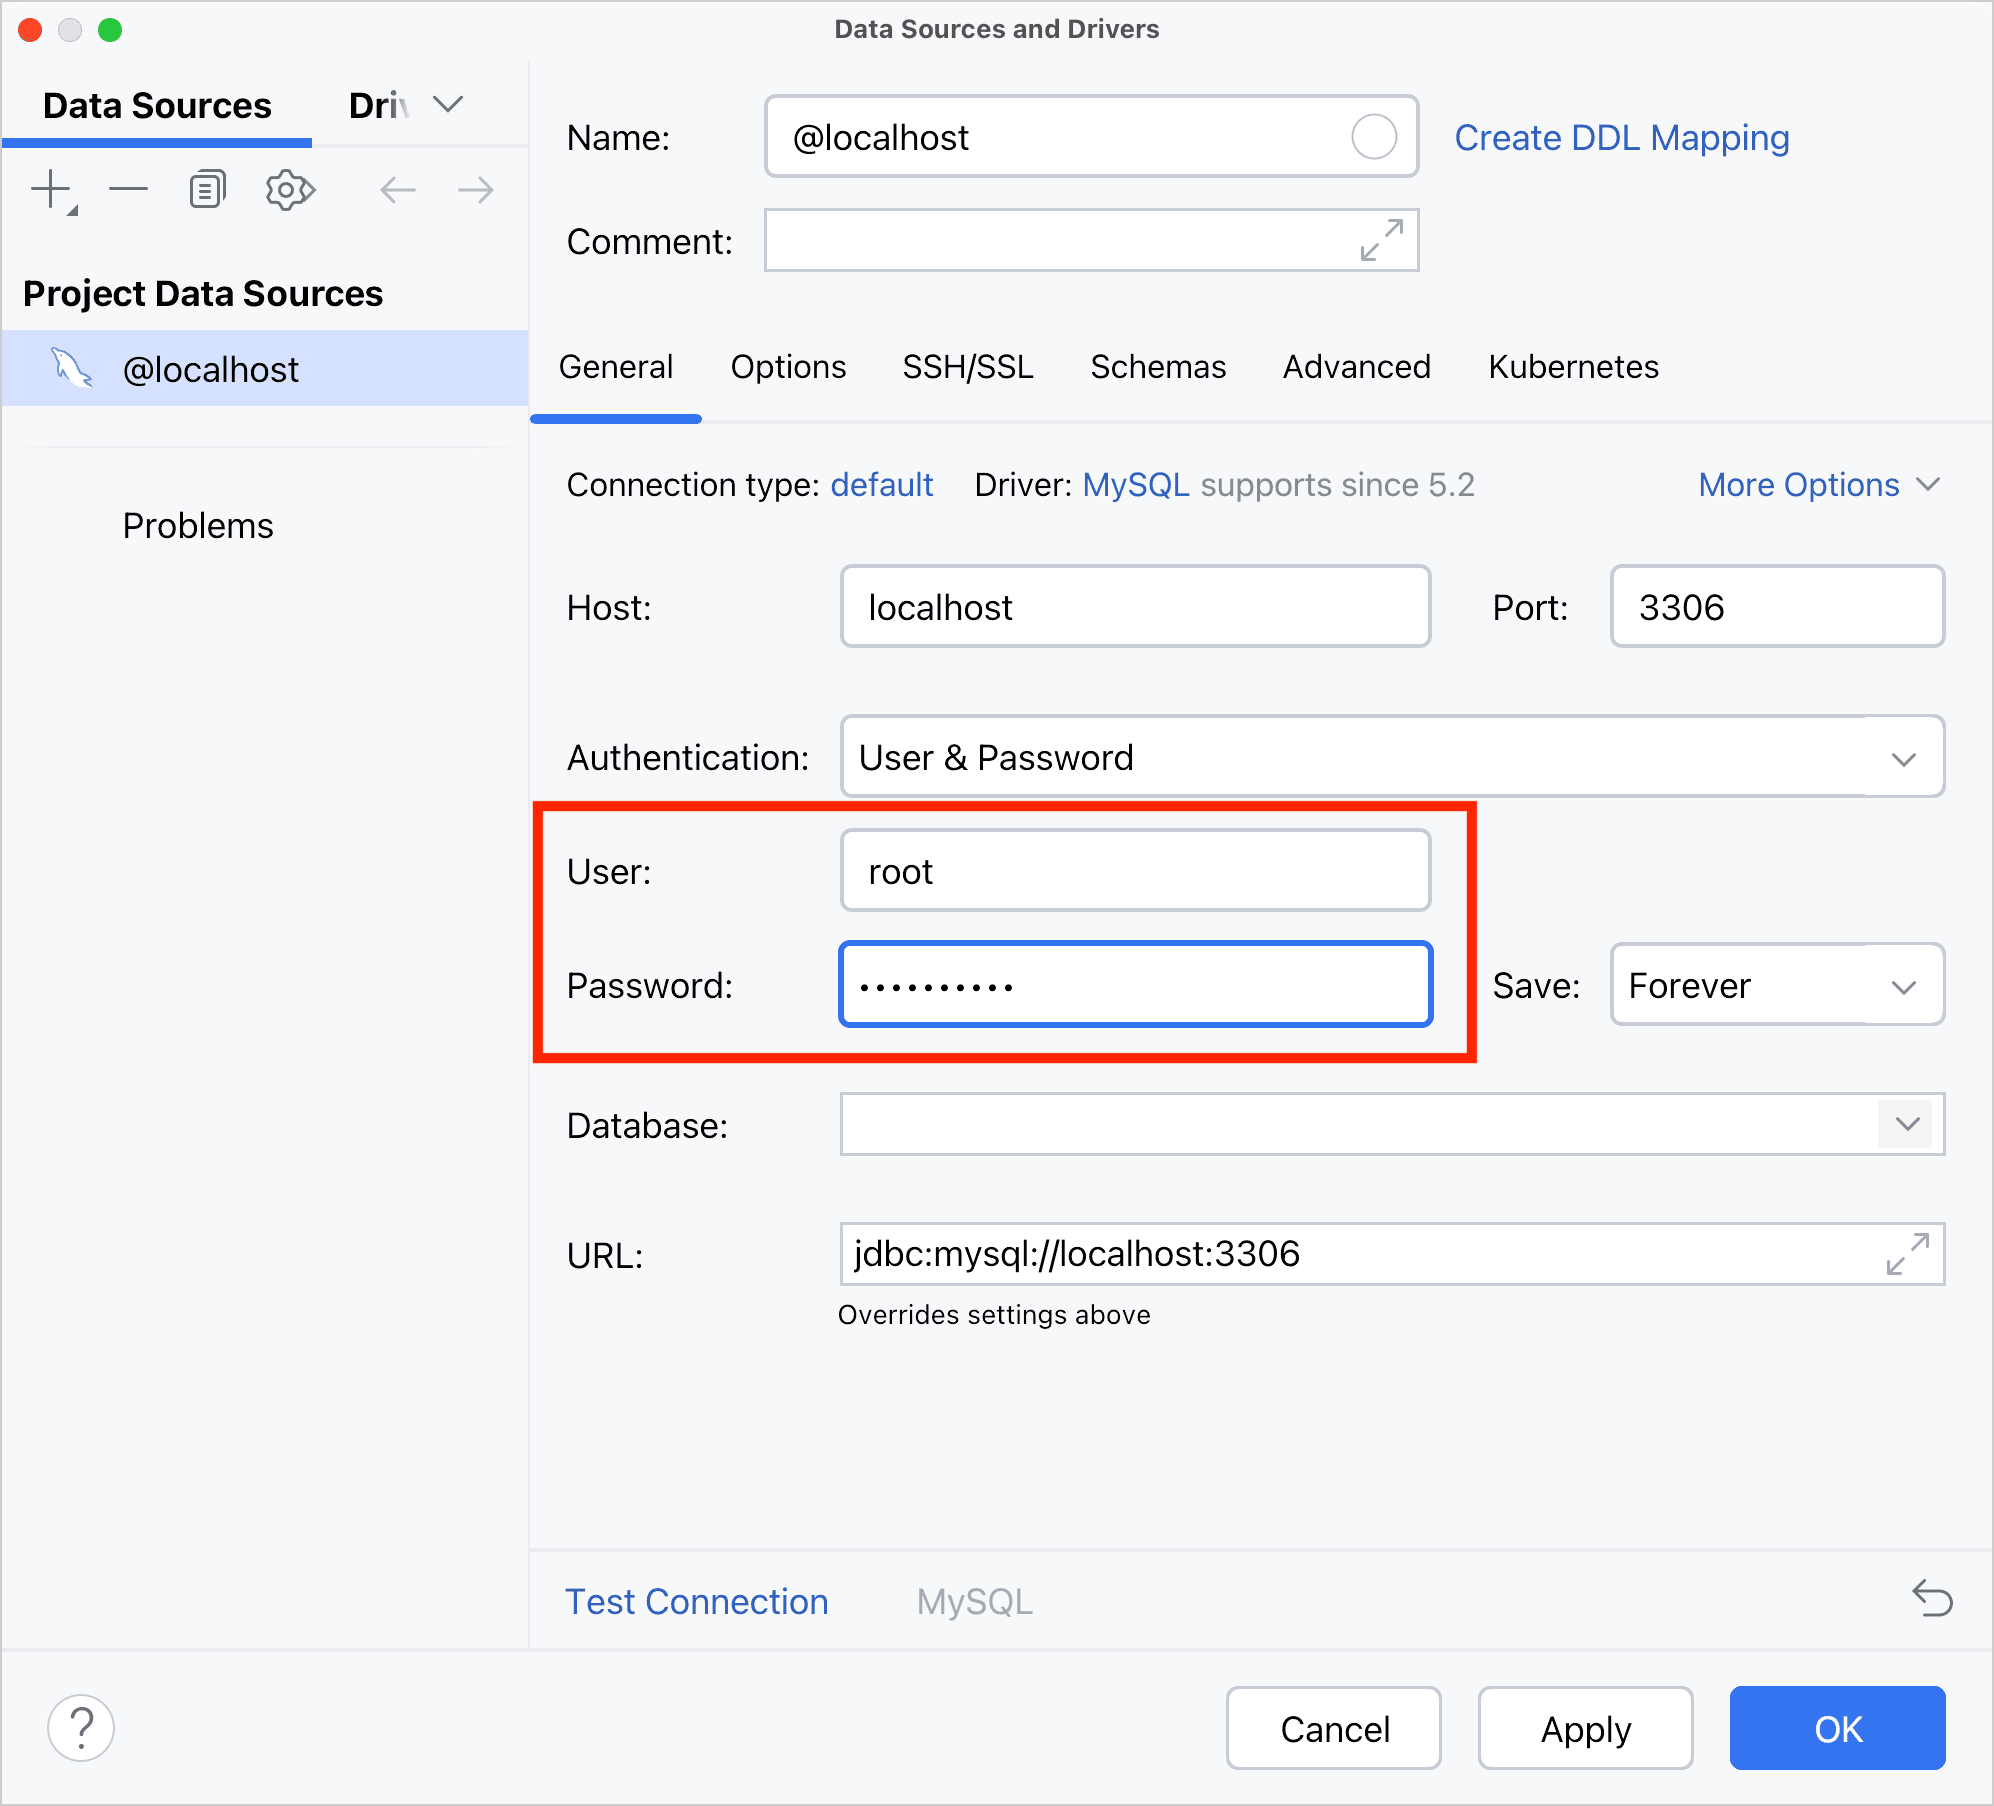 Data Sources and Drivers
Data Sources
Dri
Project Data Sources
@localhost
Problems
Name: @localhost Create DDL Mapping
Comment:
General Options SSH/SSL Schemas Advanced Kubernetes
Connection type: default Driver: MySQL supports since 5.2 More Options
Host: localhost Port: 3306
Authentication: User & Password
User: root
Password: •••••••••• Save: Forever
Database:
URL: jdbc:mysql://localhost:3306
Overrides settings above
Test Connection MySQL
? Cancel Apply OK